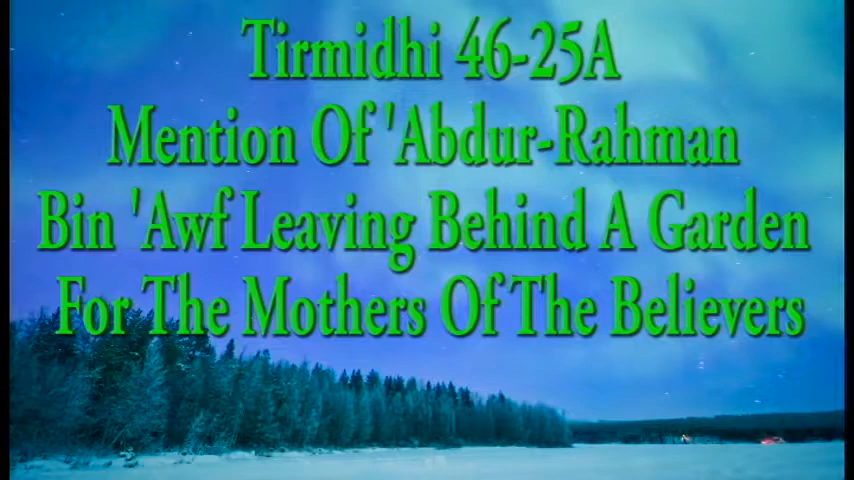 Tirmidhi 46-25A
Mention Of 'Abdur-Rahman
Bin 'Awf Leaving Behind A Garden
For The Mothers Of The Believers